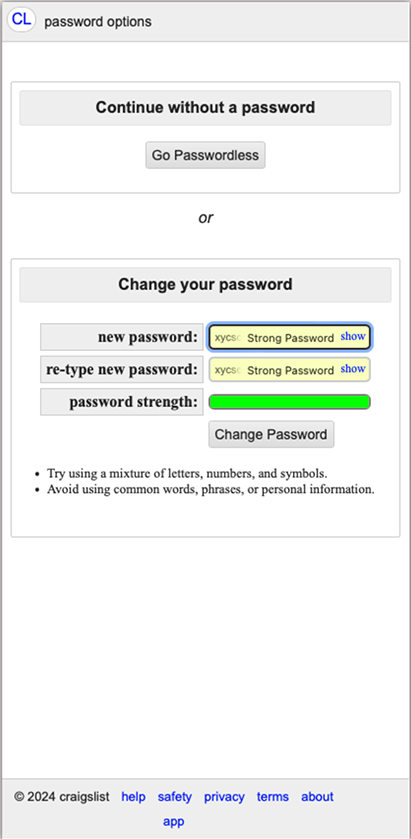 CL password options
Continue without a password
Go Passwordless
or
Change your password
new password: Strong Password show
re-type new password: Strong Password show
password strength:
Change Password
• Try using a mixture of letters, numbers, and symbols.
• Avoid using common words, phrases, or personal information.
© 2024 craigslist help safety privacy terms about
app